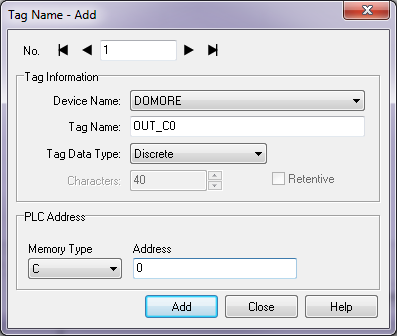 Tag Name - Add
No. 1
Tag Information
Device Name: DOMORE
Tag Name: OUT_C0
Tag Data Type: Discrete
Characters: 40 Retentive
PLC Address
Memory Type Address
C 0
Add Close Help